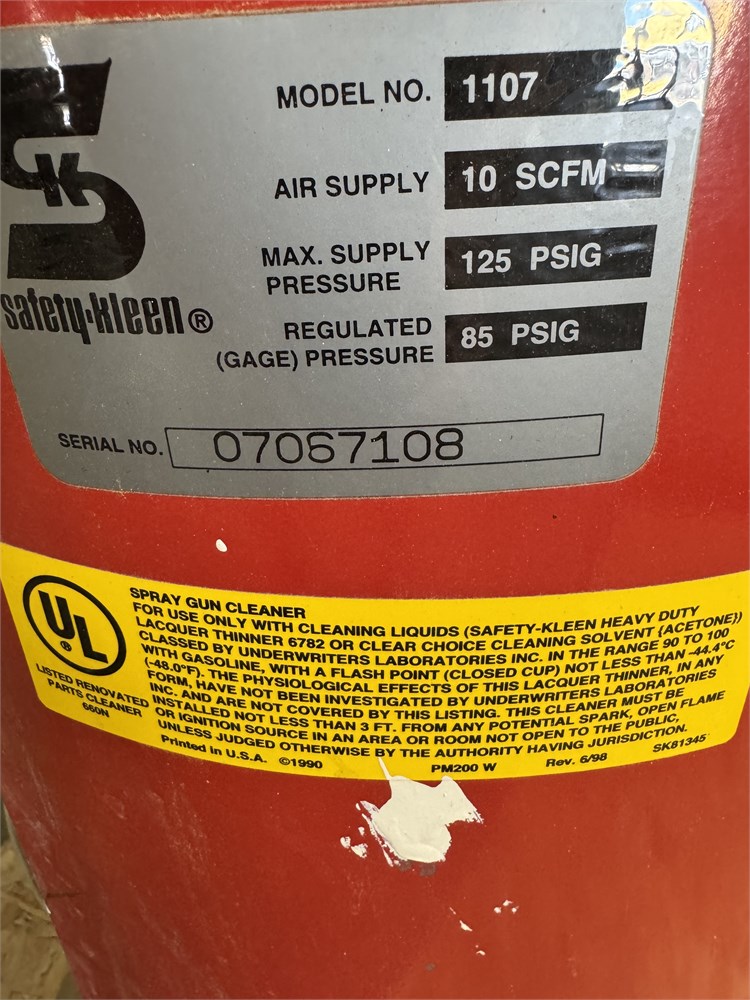 MODEL NO. 1107
AIR SUPPLY 10 SCFM
MAX. SUPPLY
PRESSURE 125 PSIG
REGULATED
(GAGE) PRESSURE 85 PSIG
SK
safety-kleen®
SERIAL NO. 07067108
UL
®
LISTED RENOVATED
PARTS CLEANER
660N
SPRAY GUN CLEANER
FOR USE ONLY WITH CLEANING LIQUIDS (SAFETY-KLEEN HEAVY DUTY
LACQUER THINNER 6782 OR CLEAR CHOICE CLEANING SOLVENT (ACETONE))
CLASSED BY UNDERWRITERS LABORATORIES INC. IN THE RANGE 90 TO 100
WITH GASOLINE, WITH A FLASH POINT (CLOSED CUP) NOT LESS THAN -44.4°C
(-48.0°F). THE PHYSIOLOGICAL EFFECTS OF THIS LACQUER THINNER, IN ANY
FORM, HAVE NOT BEEN INVESTIGATED BY UNDERWRITERS LABORATORIES
INC. AND ARE NOT COVERED BY THIS LISTING. THIS CLEANER MUST BE
INSTALLED NOT LESS THAN 3 FT. FROM ANY POTENTIAL SPARK, OPEN FLAME
OR IGNITION SOURCE IN AN AREA OR ROOM NOT OPEN TO THE PUBLIC,
UNLESS JUDGED OTHERWISE BY THE AUTHORITY HAVING JURISDICTION.
Printed in U.S.A. ©1990 PM200 W Rev. 6/98 SK81345